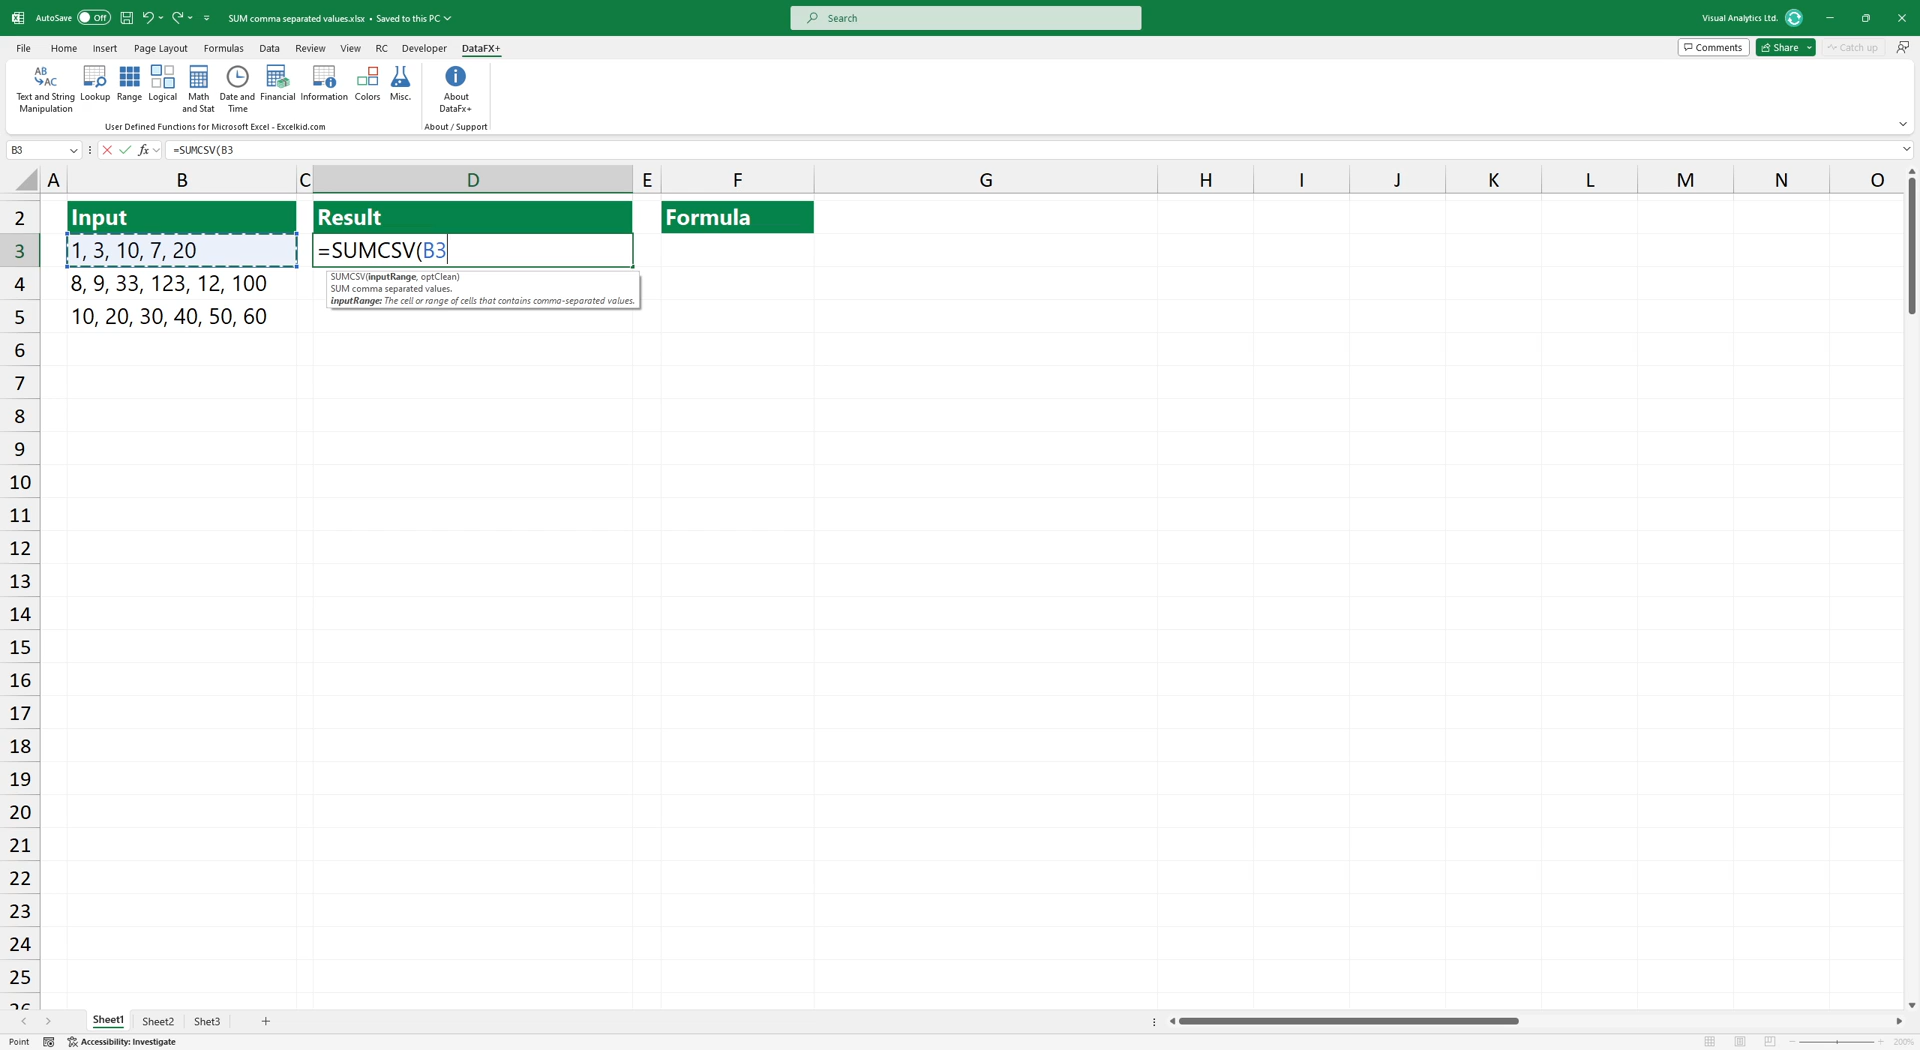 AutoSave Off SUM comma separated values.xlsx • Saved to this PC Search Visual Analytics Ltd.
File Home Insert Page Layout Formulas Data Review View RC Developer DataFX+ Comments Share Catch up
AB AC
Text and String Manipulation Lookup Range Logical Math and Stat Date and Time Financial Information Colors Misc. About DataFx+
User Defined Functions for Microsoft Excel - Excelkid.com About / Support
B3 fx =SUMCSV(B3
A B C D E F G H I J K L M N O
2 Input Result Formula
3 1, 3, 10, 7, 20 =SUMCSV(B3
SUMCSV(inputRange, optClean)
4 8, 9, 33, 123, 12, 100 SUM comma separated values.
inputRange: The cell or range of cells that contains comma-separated values.
5 10, 20, 30, 40, 50, 60
6
7
8
9
10
11
12
13
14
15
16
17
18
19
20
21
22
23
24
25
26
Sheet1 Sheet2 Shet3
Point Accessibility: Investigate 200%